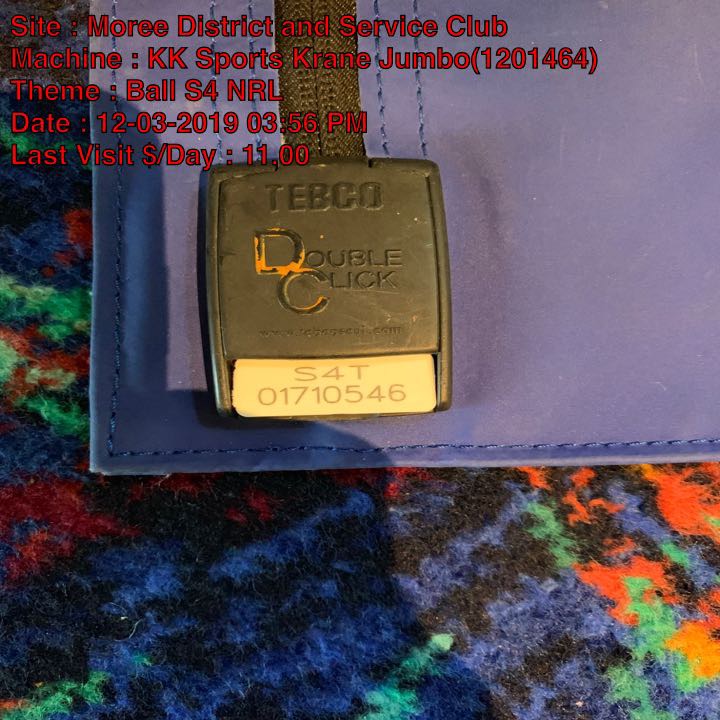 Site : Moree District and Service Club
Machine : KK Sports Krane Jumbo(1201464)
Theme : Ball S4 NRL
Date : 12-03-2019 03:56 PM
Last Visit $/Day : 11.00
TEBCO
DOUBLE
CLICK
S4T
01710546